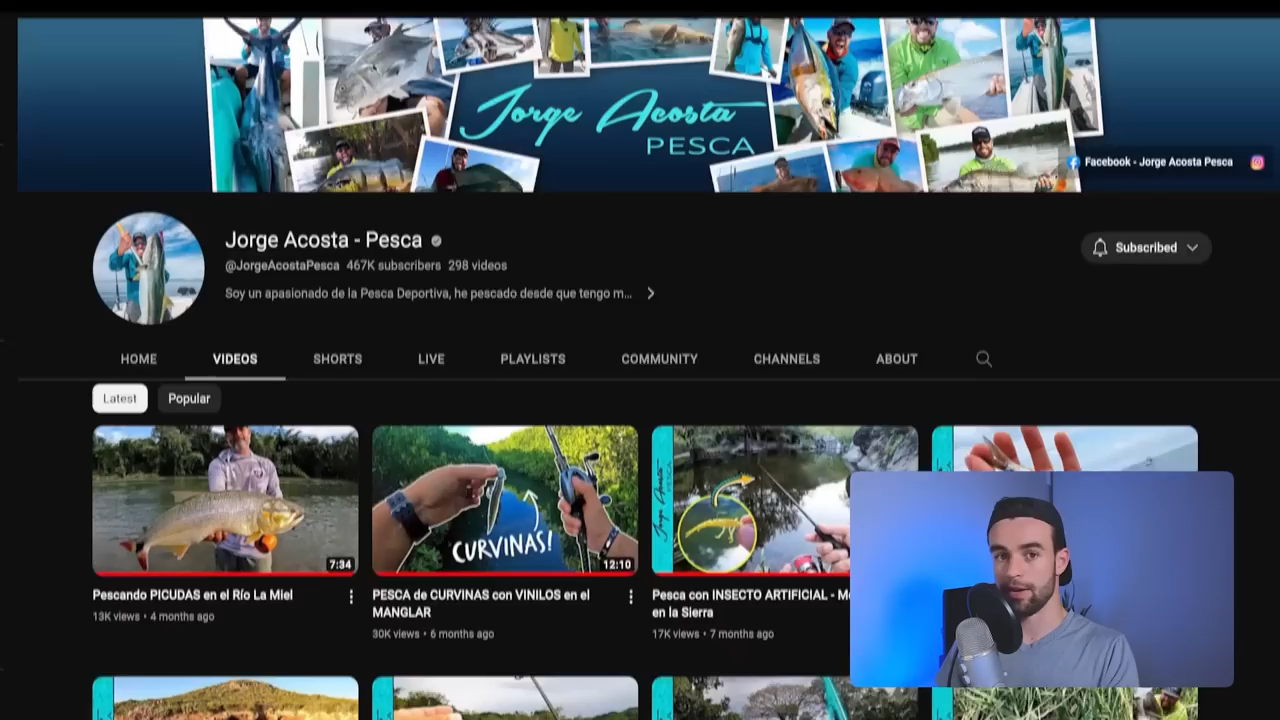 Jorge Acosta
PESCA
Facebook - Jorge Acosta Pesca
Jorge Acosta - Pesca
@JorgeAcostaPesca 467K subscribers 298 videos
Soy un apasionado de la Pesca Deportiva, he pescado desde que tengo m...
Subscribed
HOME VIDEOS SHORTS LIVE PLAYLISTS COMMUNITY CHANNELS ABOUT
Latest Popular
CURVINAS!
Jorge Acosta
PESCA
7:34
12:10
Pescando PICUDAS en el Río La Miel
13K views • 4 months ago
PESCA de CURVINAS con VINILOS en el
MANGLAR
30K views • 6 months ago
Pesca con INSECTO ARTIFICIAL -
en la Sierra
17K views • 7 months ago